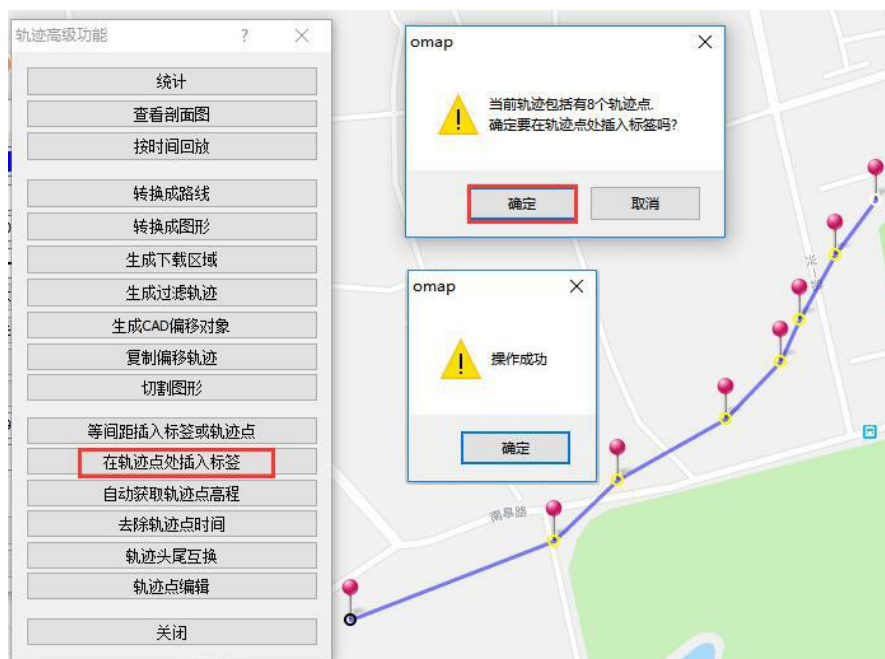 轨迹高级功能
统计
查看剖面图
按时间回放
转换成路线
转换成图形
生成下载区域
生成过滤轨迹
生成CAD偏移对象
复制偏移轨迹
切割图形
等间距插入标签或轨迹点
在轨迹点处插入标签
自动获取轨迹点高程
去除轨迹点时间
轨迹头尾互换
轨迹点编辑
关闭
omap
当前轨迹包括有8个轨迹点.
确定要在轨迹点处插入标签吗?
确定
取消
omap
操作成功
确定
兴一路
南皋路